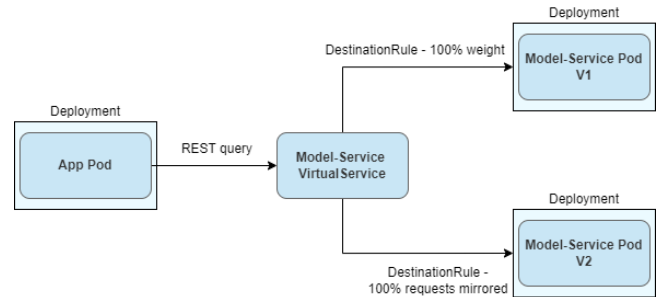 Deployment
DestinationRule - 100% weight
Model-Service Pod
V1
Deployment
App Pod
REST query
Model-Service
VirtualService
Deployment
Model-Service Pod
V2
DestinationRule -
100% requests mirrored